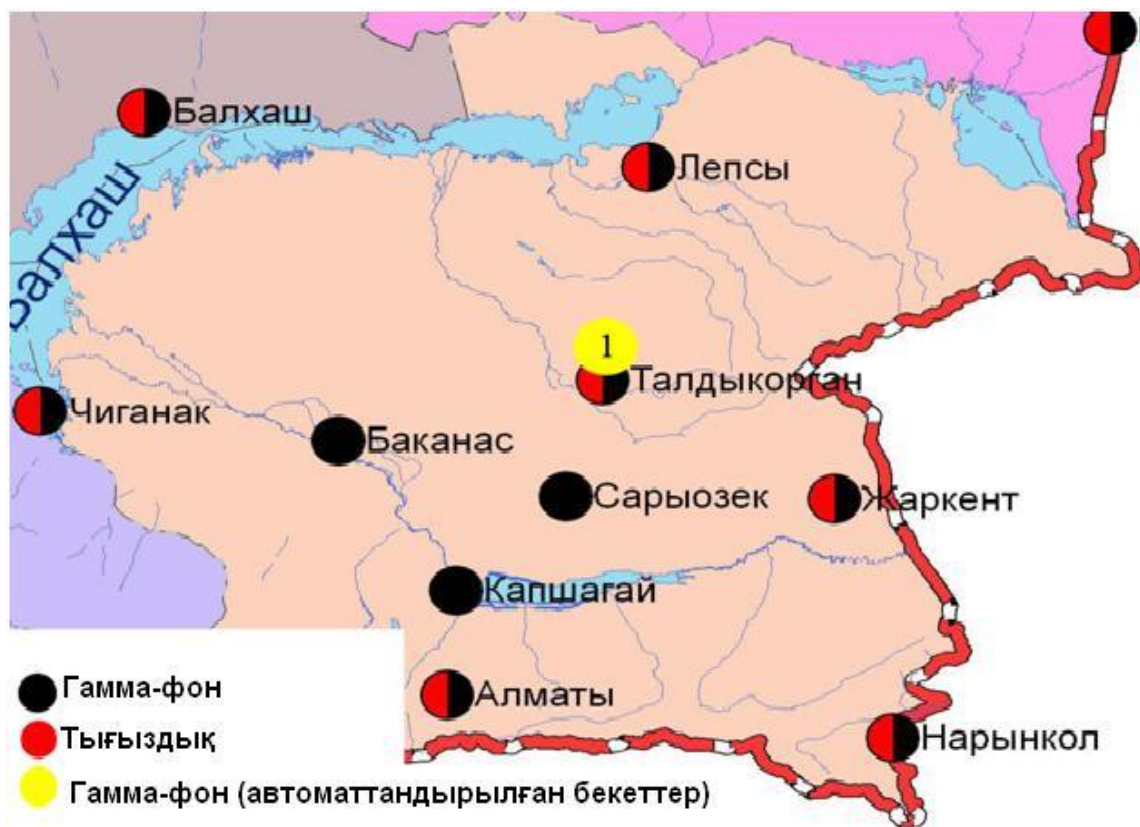 Балхаш
Лепсы
Балхаш
1
Талдыкорган
Чиганак
Баканас
Сарыозек
Жаркент
Капшагай
Алматы
Нарынкол
Гамма-фон
Тығыздық
Гамма-фон (автоматтандырылған бекеттер)